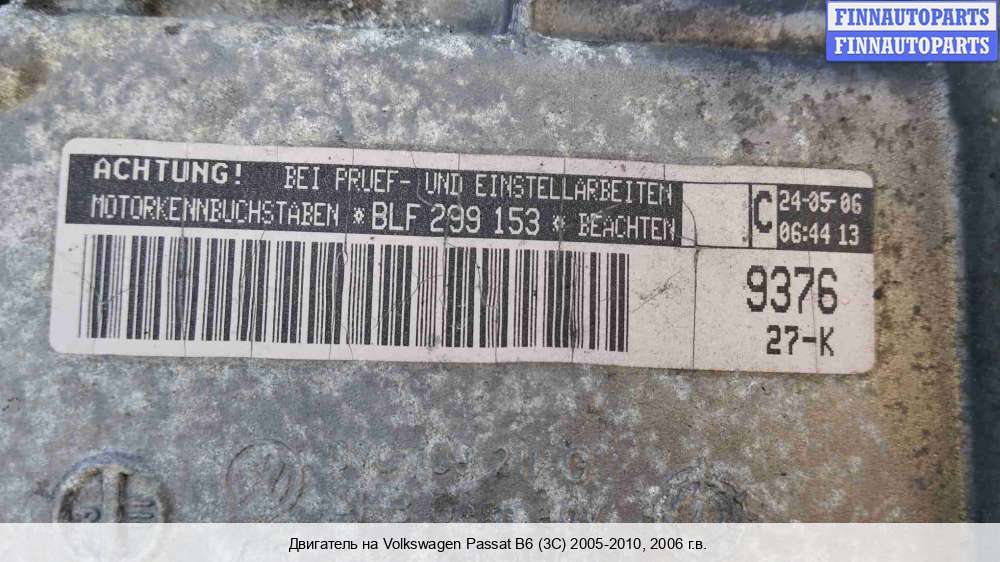 FINNAUTOPARTS
FINNAUTOPARTS
ACHTUNG! BEI PRUEF- UND EINSTELLARBEITEN
MOTORKENNBUCHSTABEN * BLF 299 153 * BEACHTEN
C
24-05-06
06:44 13
9376
27-K
Двигатель на Volkswagen Passat B6 (3C) 2005-2010, 2006 г.в.